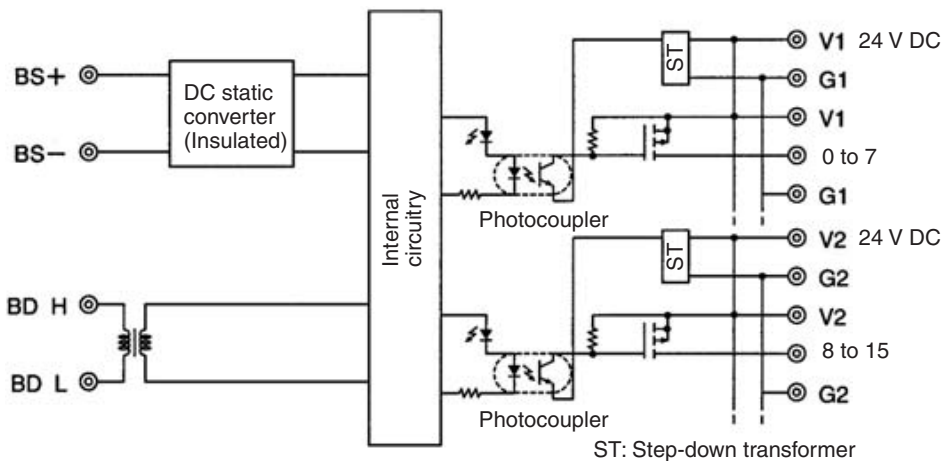 BS+
BS−
DC static
converter
(Insulated)
BD H
BD L
Internal
circuitry
ST
V1 24 V DC
G1
V1
0 to 7
G1
Photocoupler
ST
V2 24 V DC
G2
V2
8 to 15
G2
Photocoupler
ST: Step-down transformer